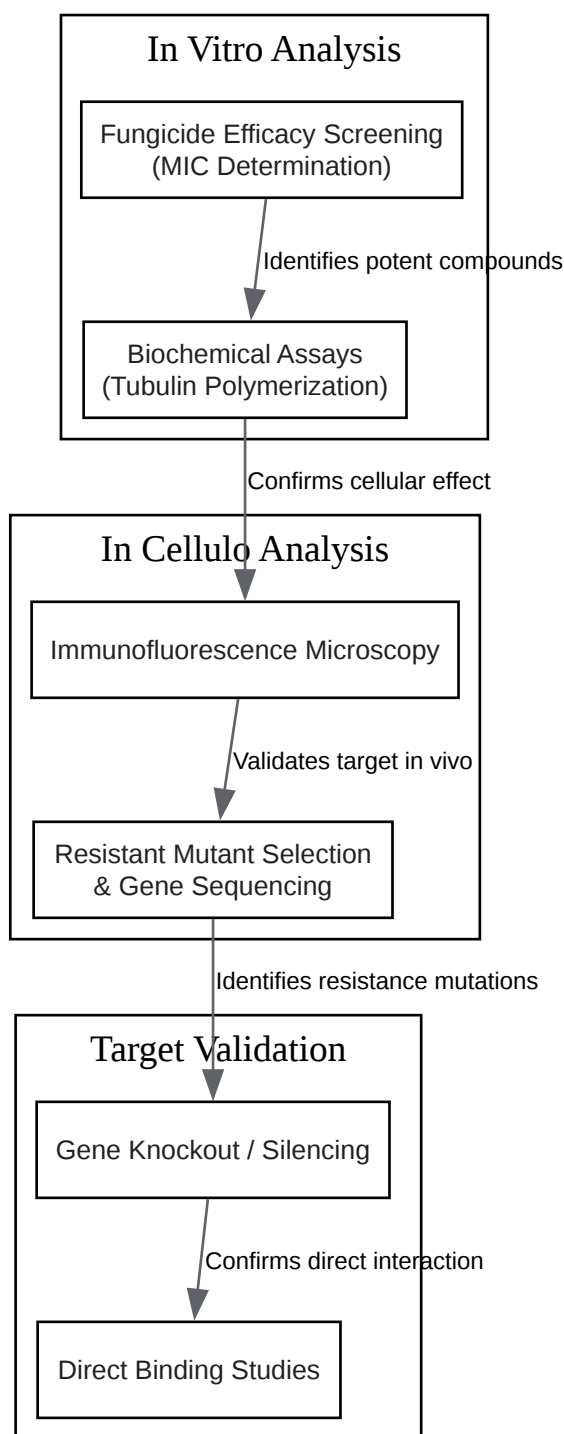 In Vitro Analysis
Fungicide Efficacy Screening
(MIC Determination)
Identifies potent compounds
Biochemical Assays
(Tubulin Polymerization)
Confirms cellular effect
In Cellulo Analysis
Immunofluorescence Microscopy
Validates target in vivo
Resistant Mutant Selection
& Gene Sequencing
Identifies resistance mutations
Target Validation
Gene Knockout / Silencing
Confirms direct interaction
Direct Binding Studies